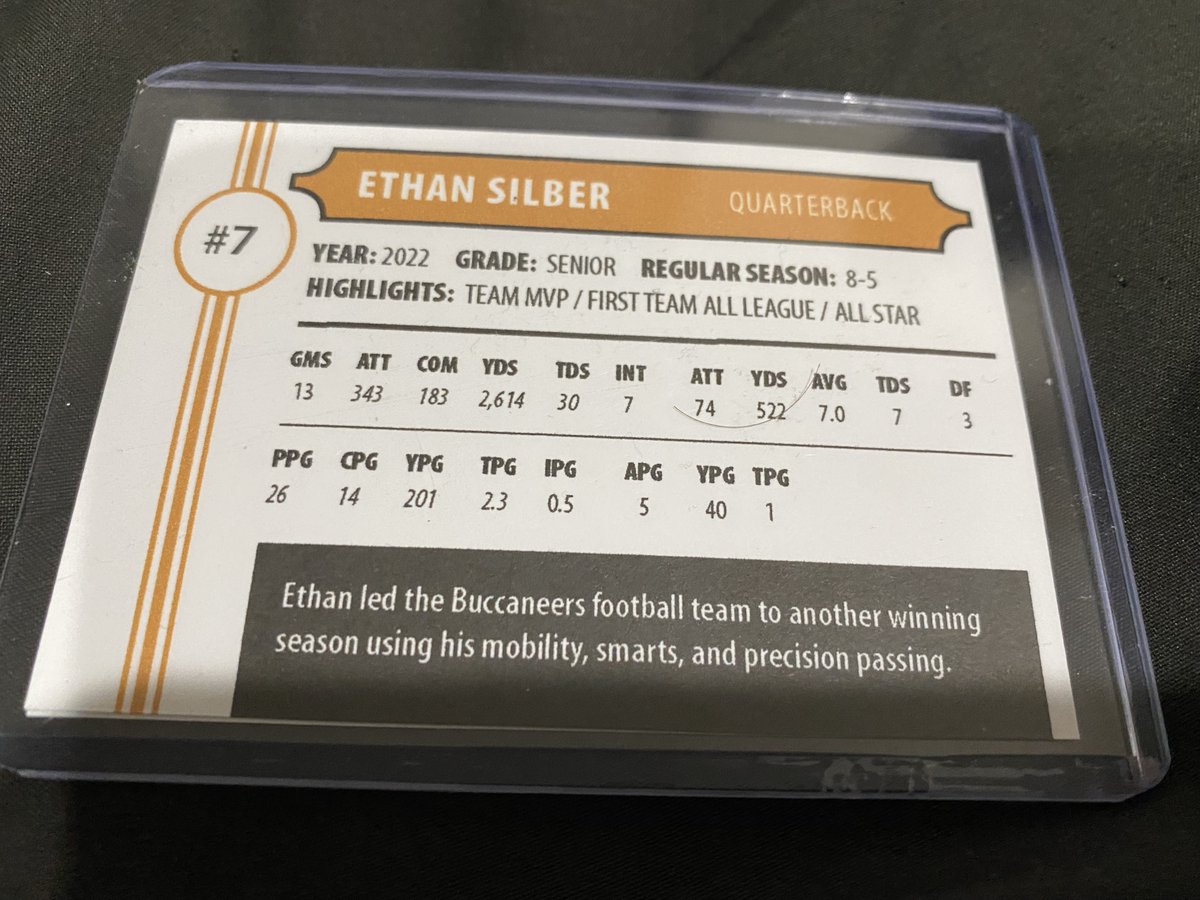 #7
ETHAN SILBER QUARTERBACK
YEAR: 2022 GRADE: SENIOR REGULAR SEASON: 8-5
HIGHLIGHTS: TEAM MVP / FIRST TEAM ALL LEAGUE / ALL STAR
GMS ATT COM YDS TDS INT ATT YDS AVG TDS DF
13 343 183 2,614 30 7 74 522 7.0 7 3
PPG CPG YPG TPG IPG APG YPG TPG
26 14 201 2.3 0.5 5 40 1
Ethan led the Buccaneers football team to another winning
season using his mobility, smarts, and precision passing.